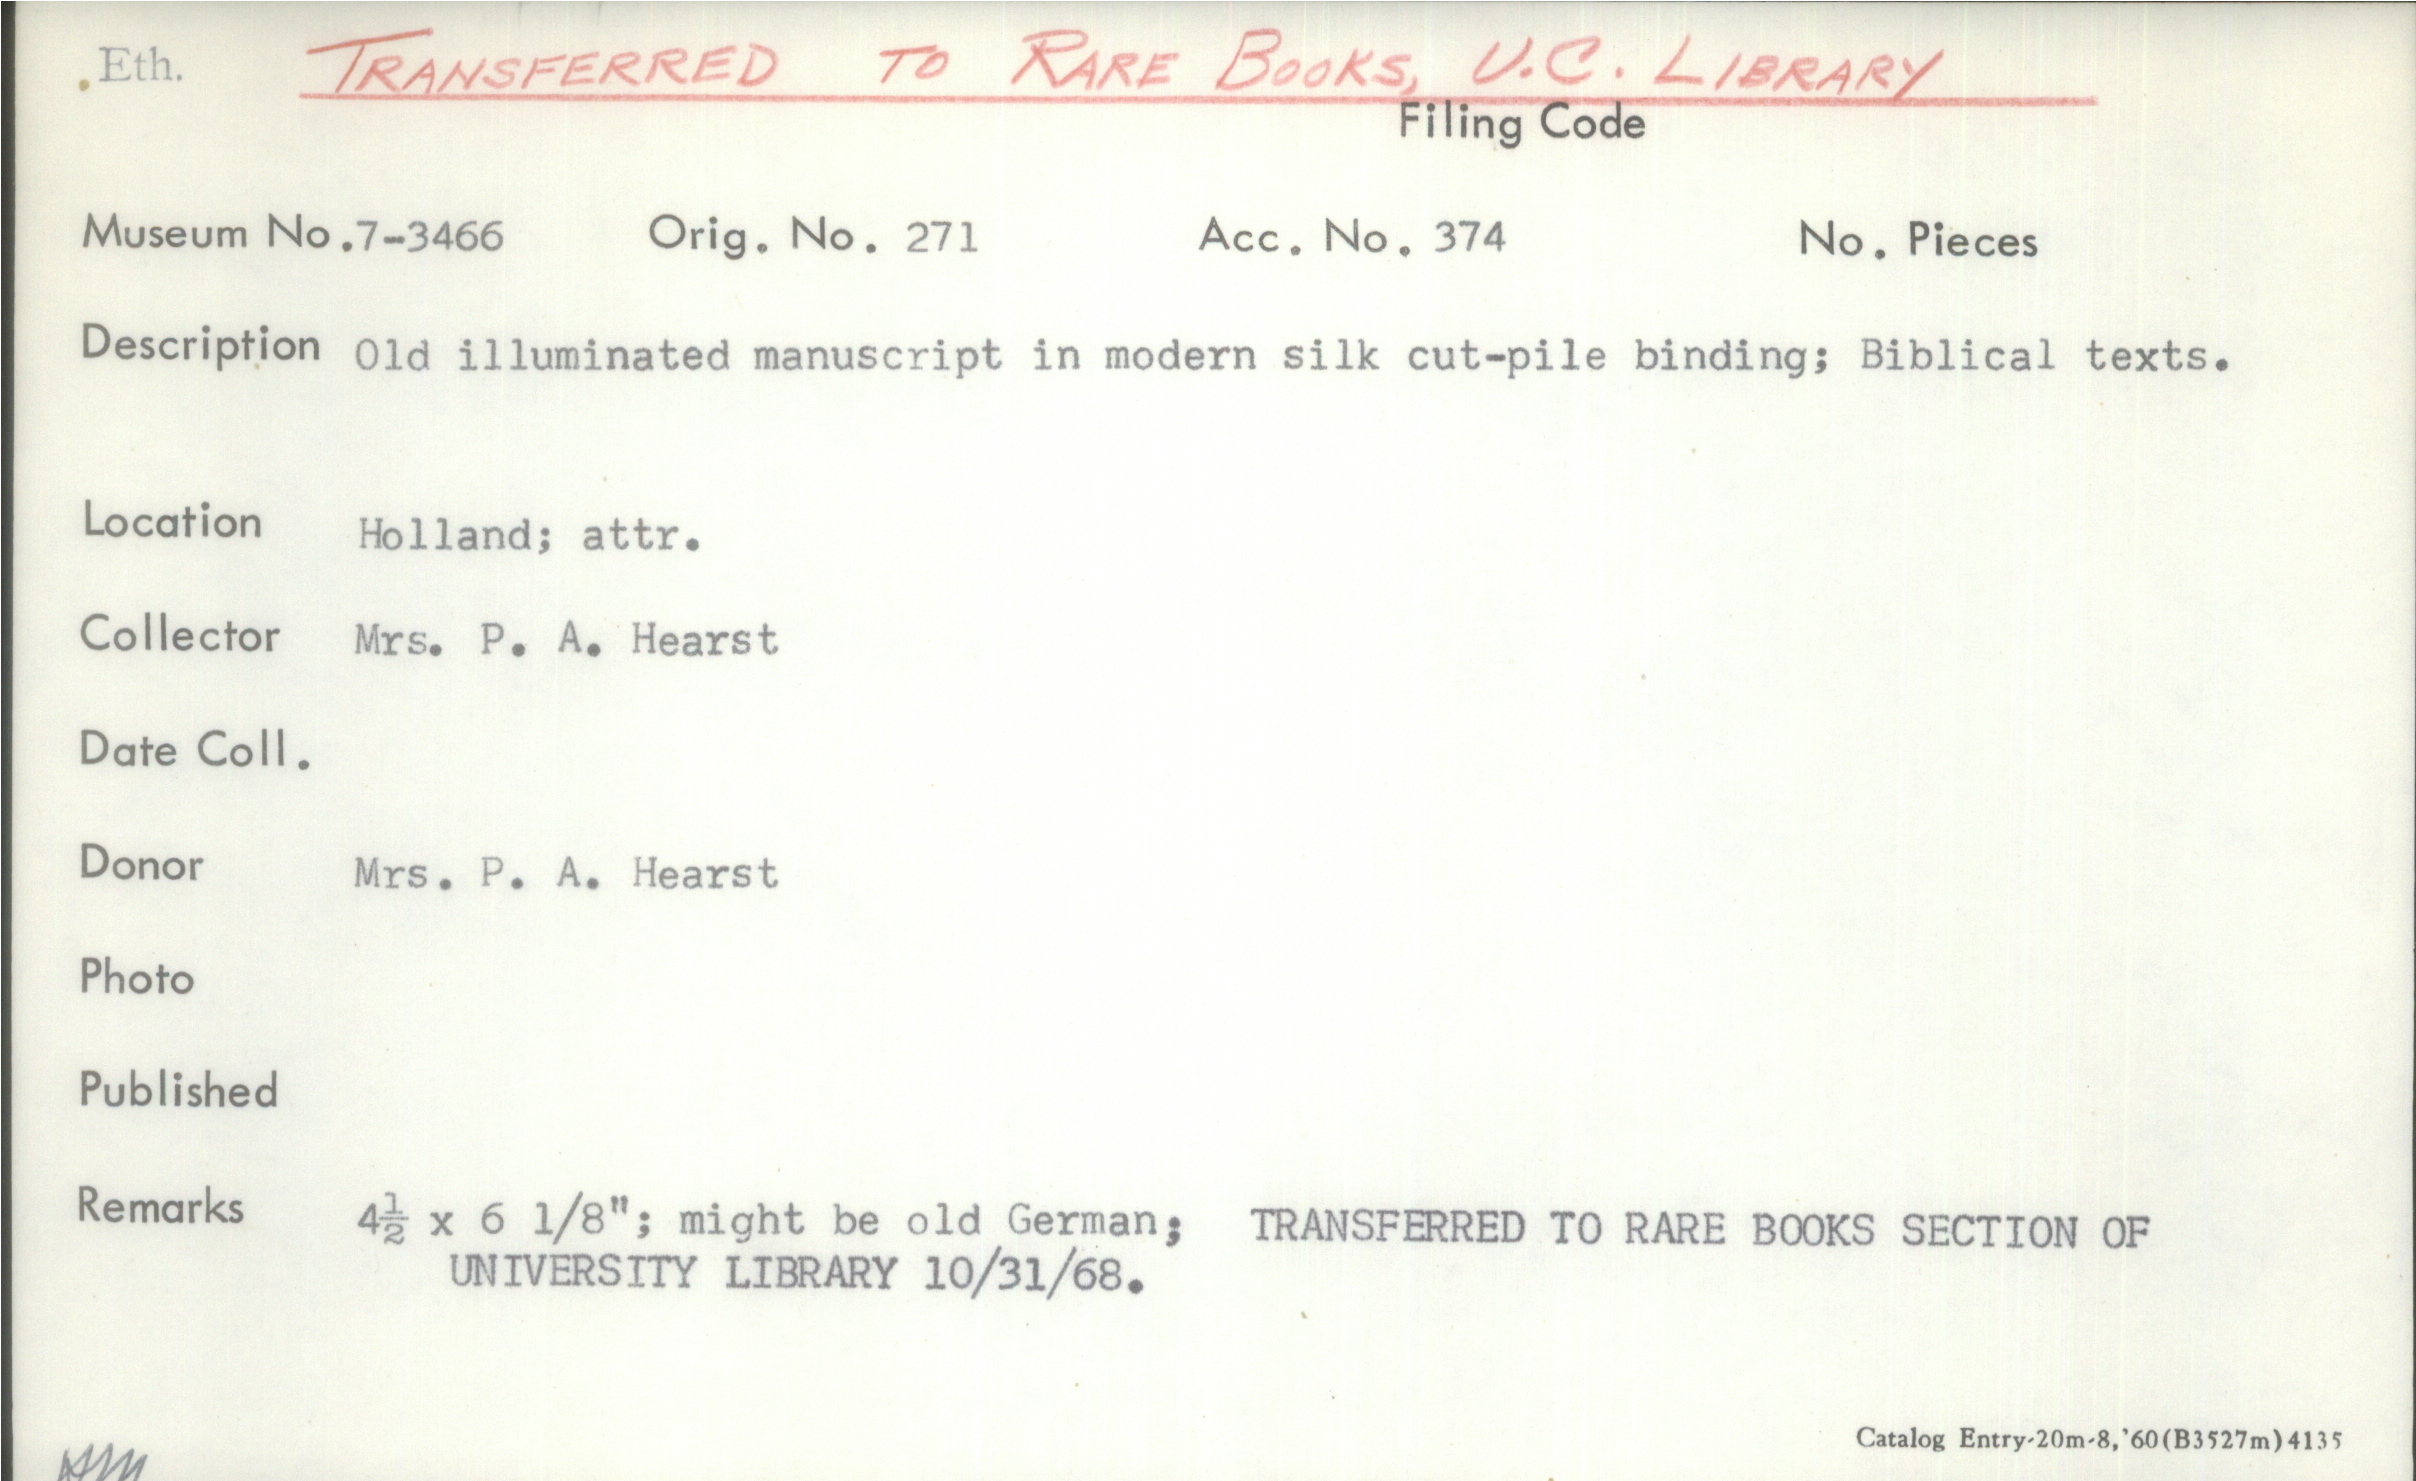 .Eth. TRANSFERRED TO RARE BOOKS, U.C. LIBRARY
Filing Code
Museum No.7-3466 Orig. No. 271 Acc. No. 374 No. Pieces
Description Old illuminated manuscript in modern silk cut-pile binding; Biblical texts.
Location Holland; attr.
Collector Mrs. P. A. Hearst
Date Coll.
Donor Mrs. P. A. Hearst
Photo
Published
Remarks 4½ x 6 1/8"; might be old German; TRANSFERRED TO RARE BOOKS SECTION OF
UNIVERSITY LIBRARY 10/31/68.
Catalog Entry-20m-8,'60(B3527m)4135